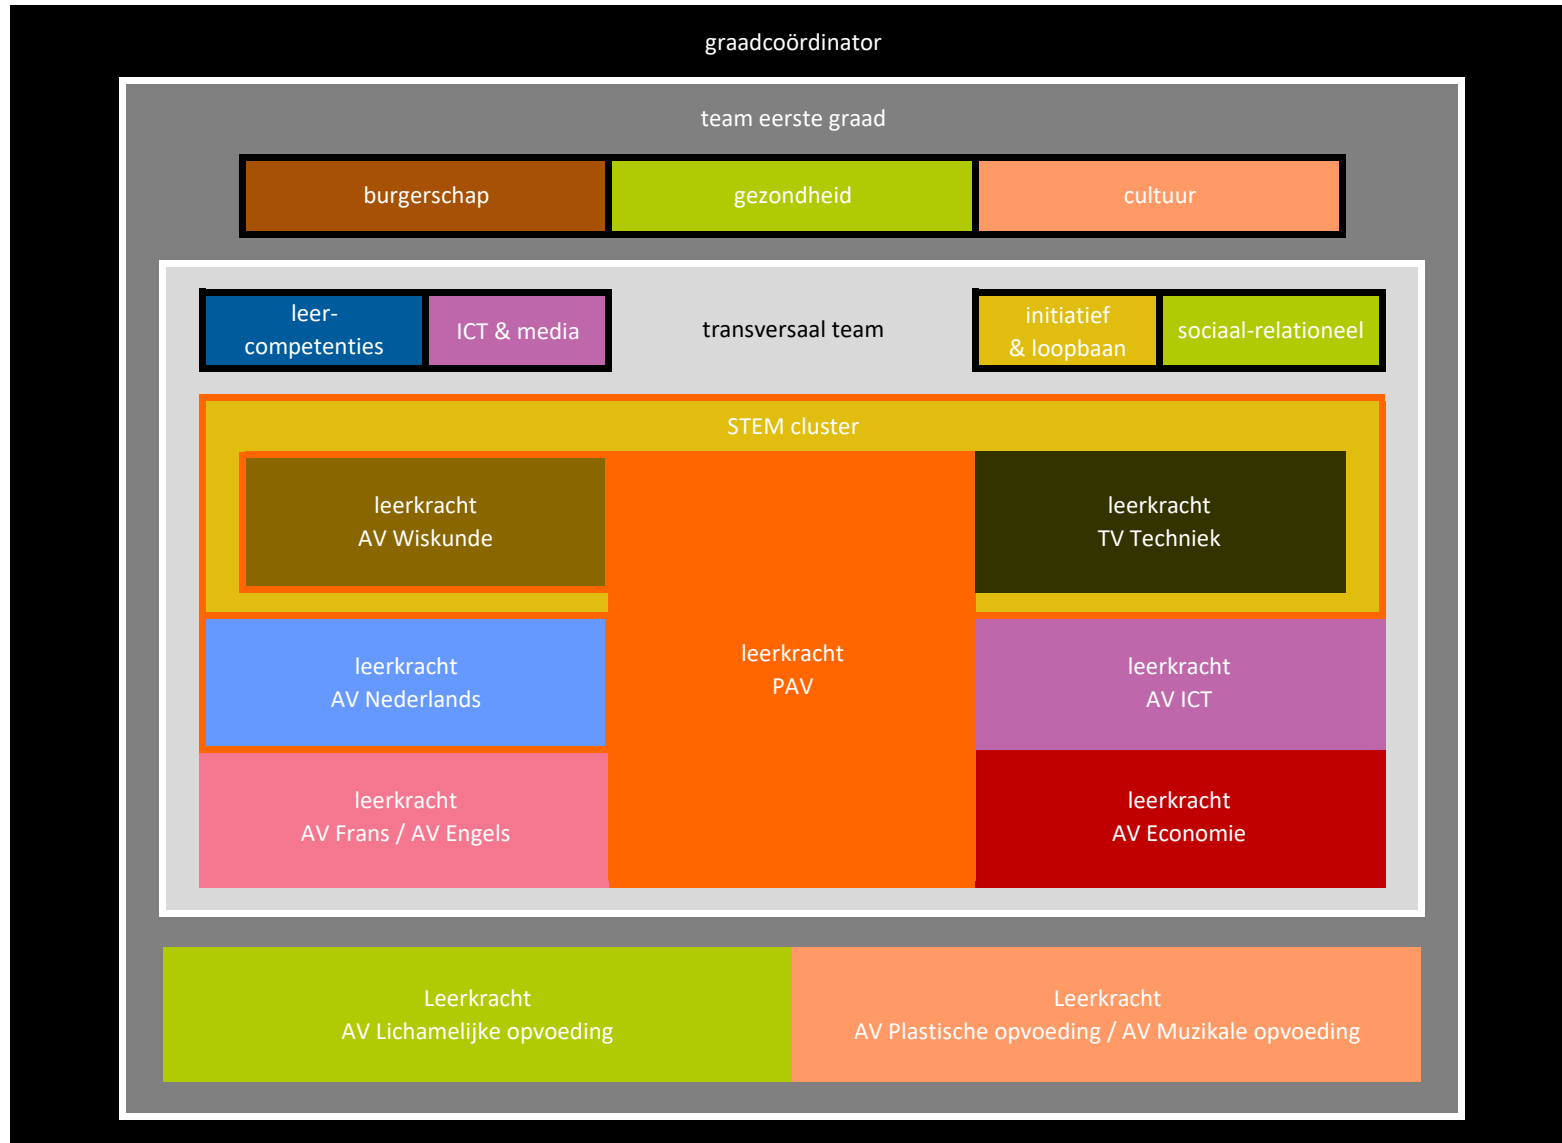 graadcoördinator
team eerste graad
burgerschap
gezondheid
cultuur
leer-
competenties
ICT & media
transversaal team
initiatief
& loopbaan
sociaal-relationeel
STEM cluster
leerkracht
AV Wiskunde
leerkracht
TV Techniek
leerkracht
AV Nederlands
leerkracht
PAV
leerkracht
AV ICT
leerkracht
AV Frans / AV Engels
leerkracht
AV Economie
Leerkracht
AV Lichamelijke opvoeding
Leerkracht
AV Plastische opvoeding / AV Muzikale opvoeding